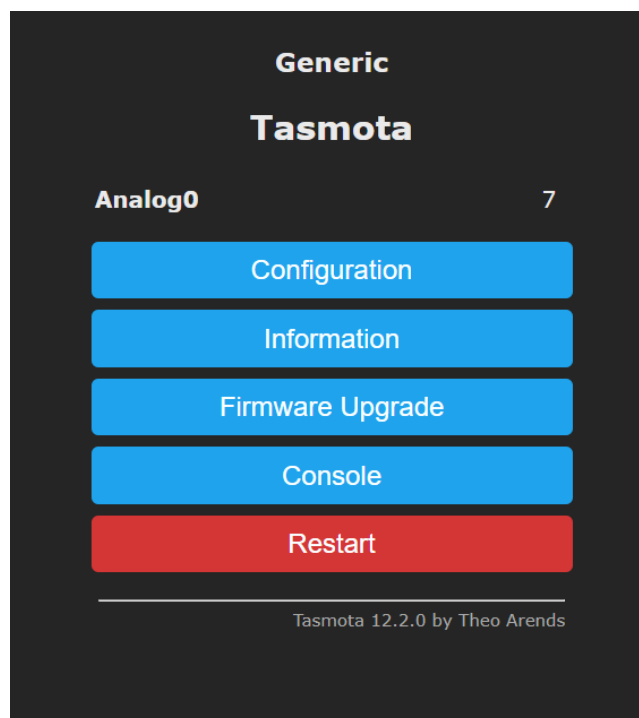 Generic
Tasmota
Analog0 7
Configuration
Information
Firmware Upgrade
Console
Restart
Tasmota 12.2.0 by Theo Arends